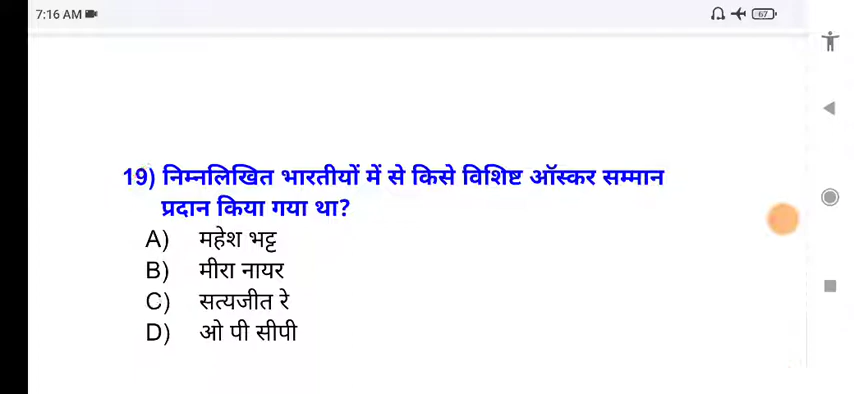 7:16 AM
67
19) निम्नलिखित भारतीयों में से किसे विशिष्ट ऑस्कर सम्मान
प्रदान किया गया था?
A) महेश भट्ट
B) मीरा नायर
C) सत्यजीत रे
D) ओ पी सीपी